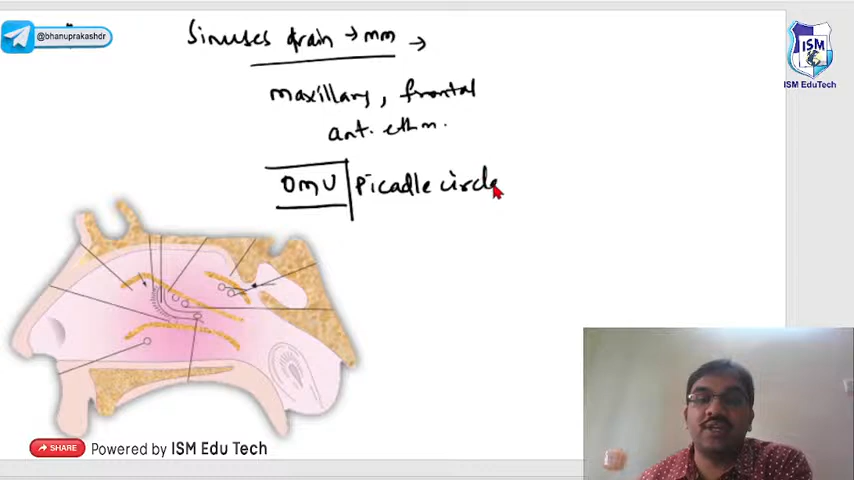 @bhanuprakashdr
Sinuses drain → mm →
maxillary, frontal
ant. ethm.
OMU | Picadle circle
ISM
ISM EduTech
SHARE Powered by ISM Edu Tech